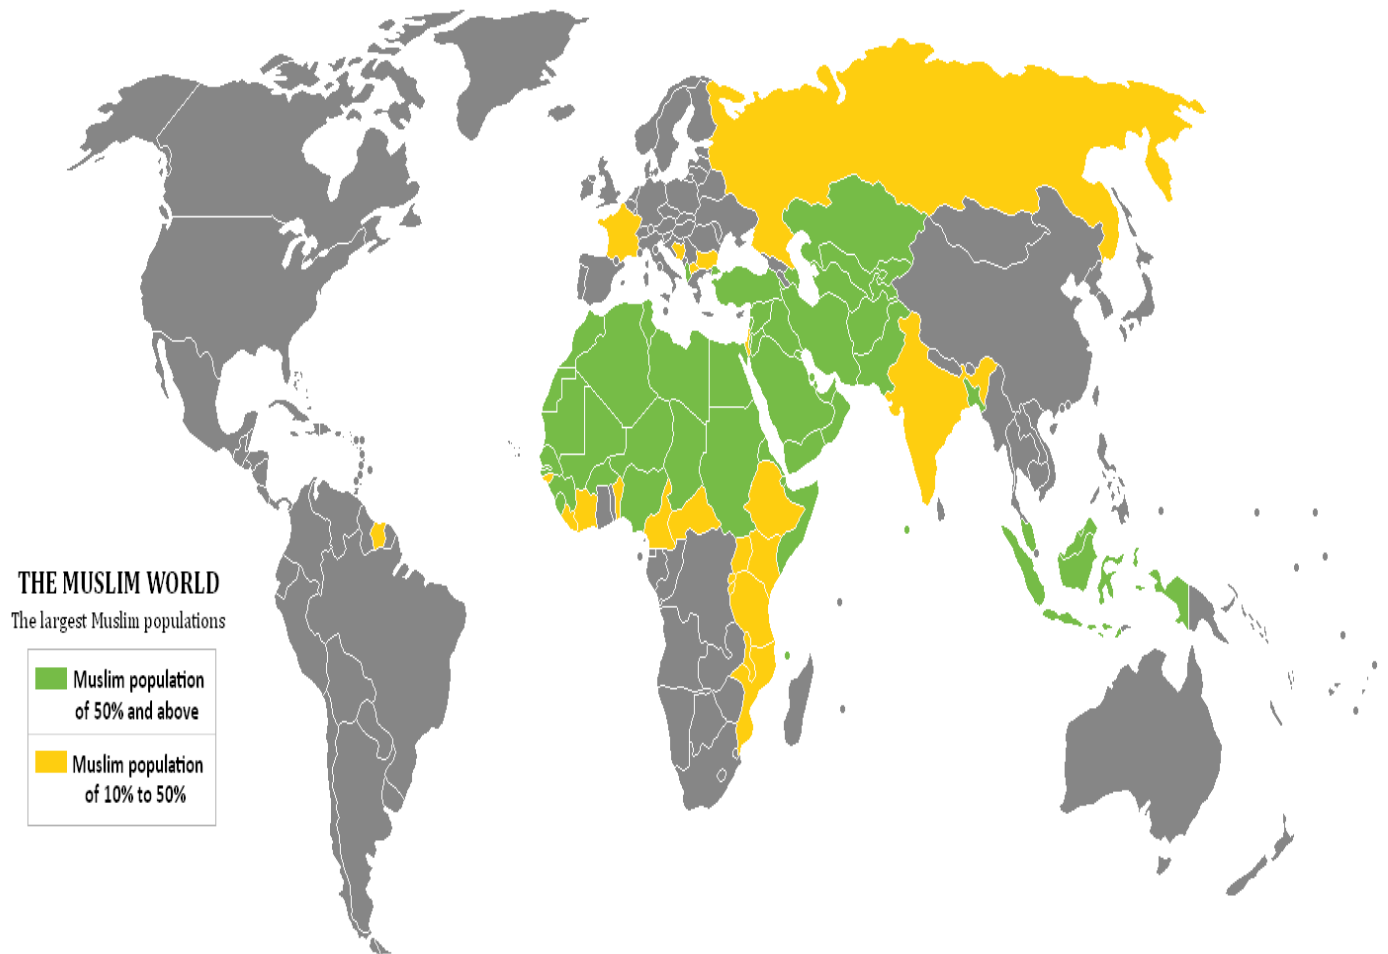 THE MUSLIM WORLD
The largest Muslim populations
Muslim population
of 50% and above
Muslim population
of 10% to 50%